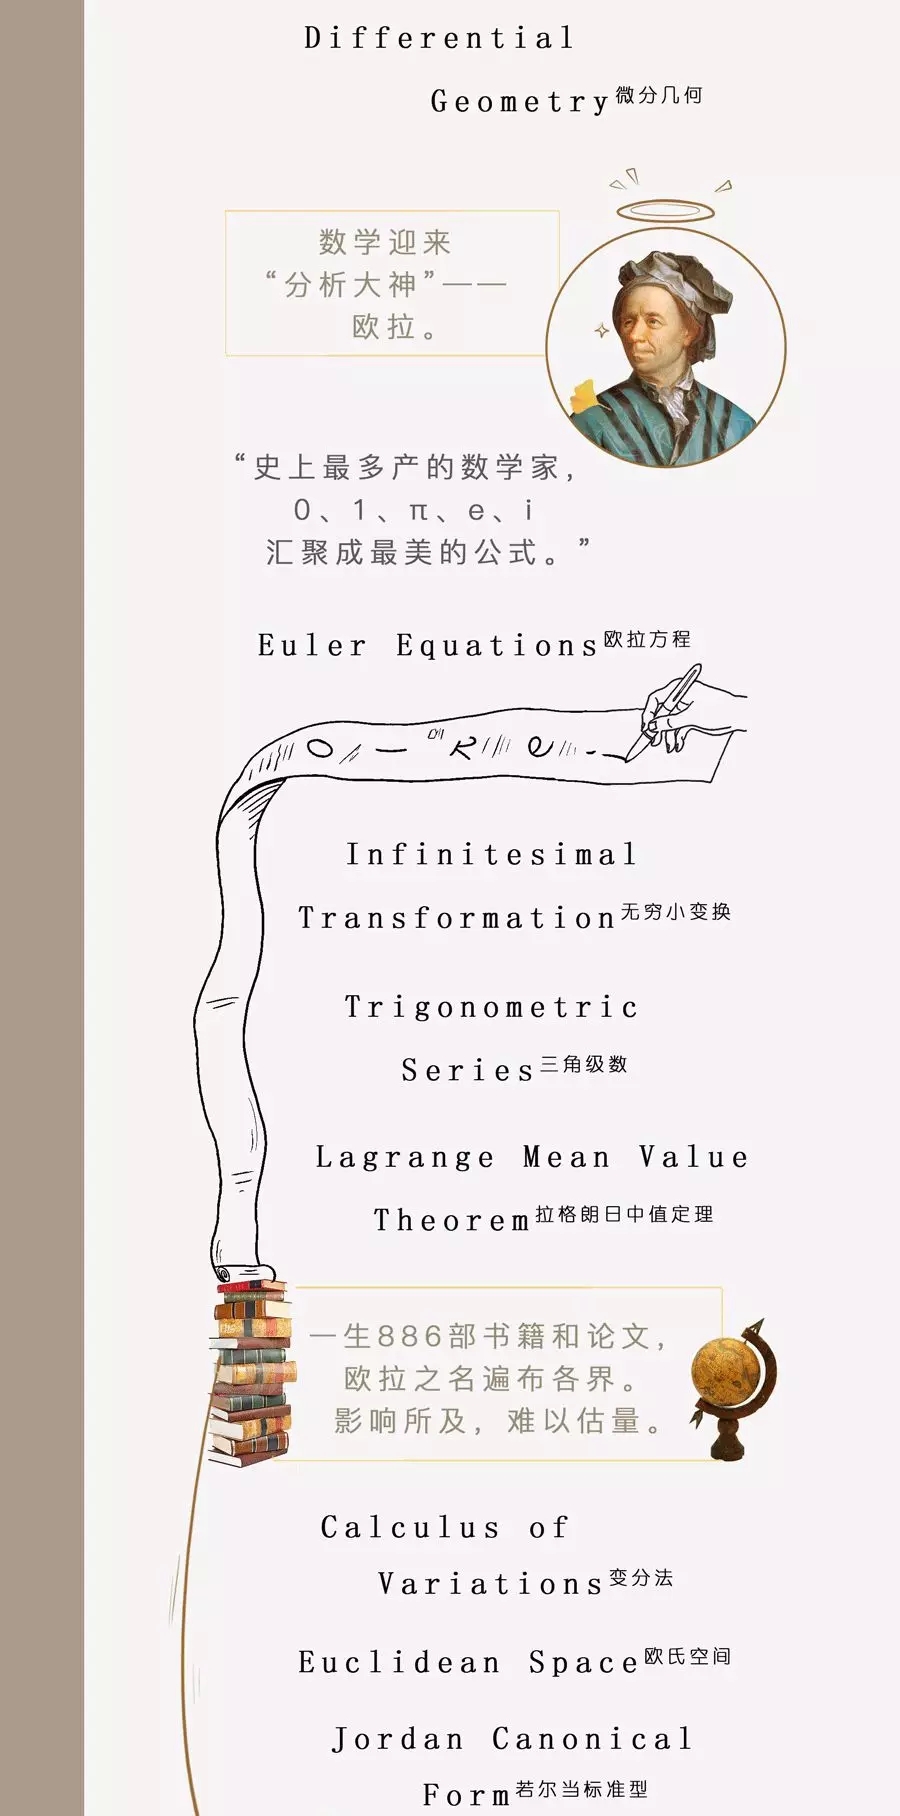 Differential
Geometry微分几何
数学迎来
“分析大神”——
欧拉。
“史上最多产的数学家，
0、1、π、e、i
汇聚成最美的公式。”
Euler Equations欧拉方程
Infinitesimal
Transformation无穷小变换
Trigonometric
Series三角级数
Lagrange Mean Value
Theorem拉格朗日中值定理
一生886部书籍和论文，
欧拉之名遍布各界。
影响所及，难以估量。
Calculus of
Variations变分法
Euclidean Space欧氏空间
Jordan Canonical
Form若尔当标准型